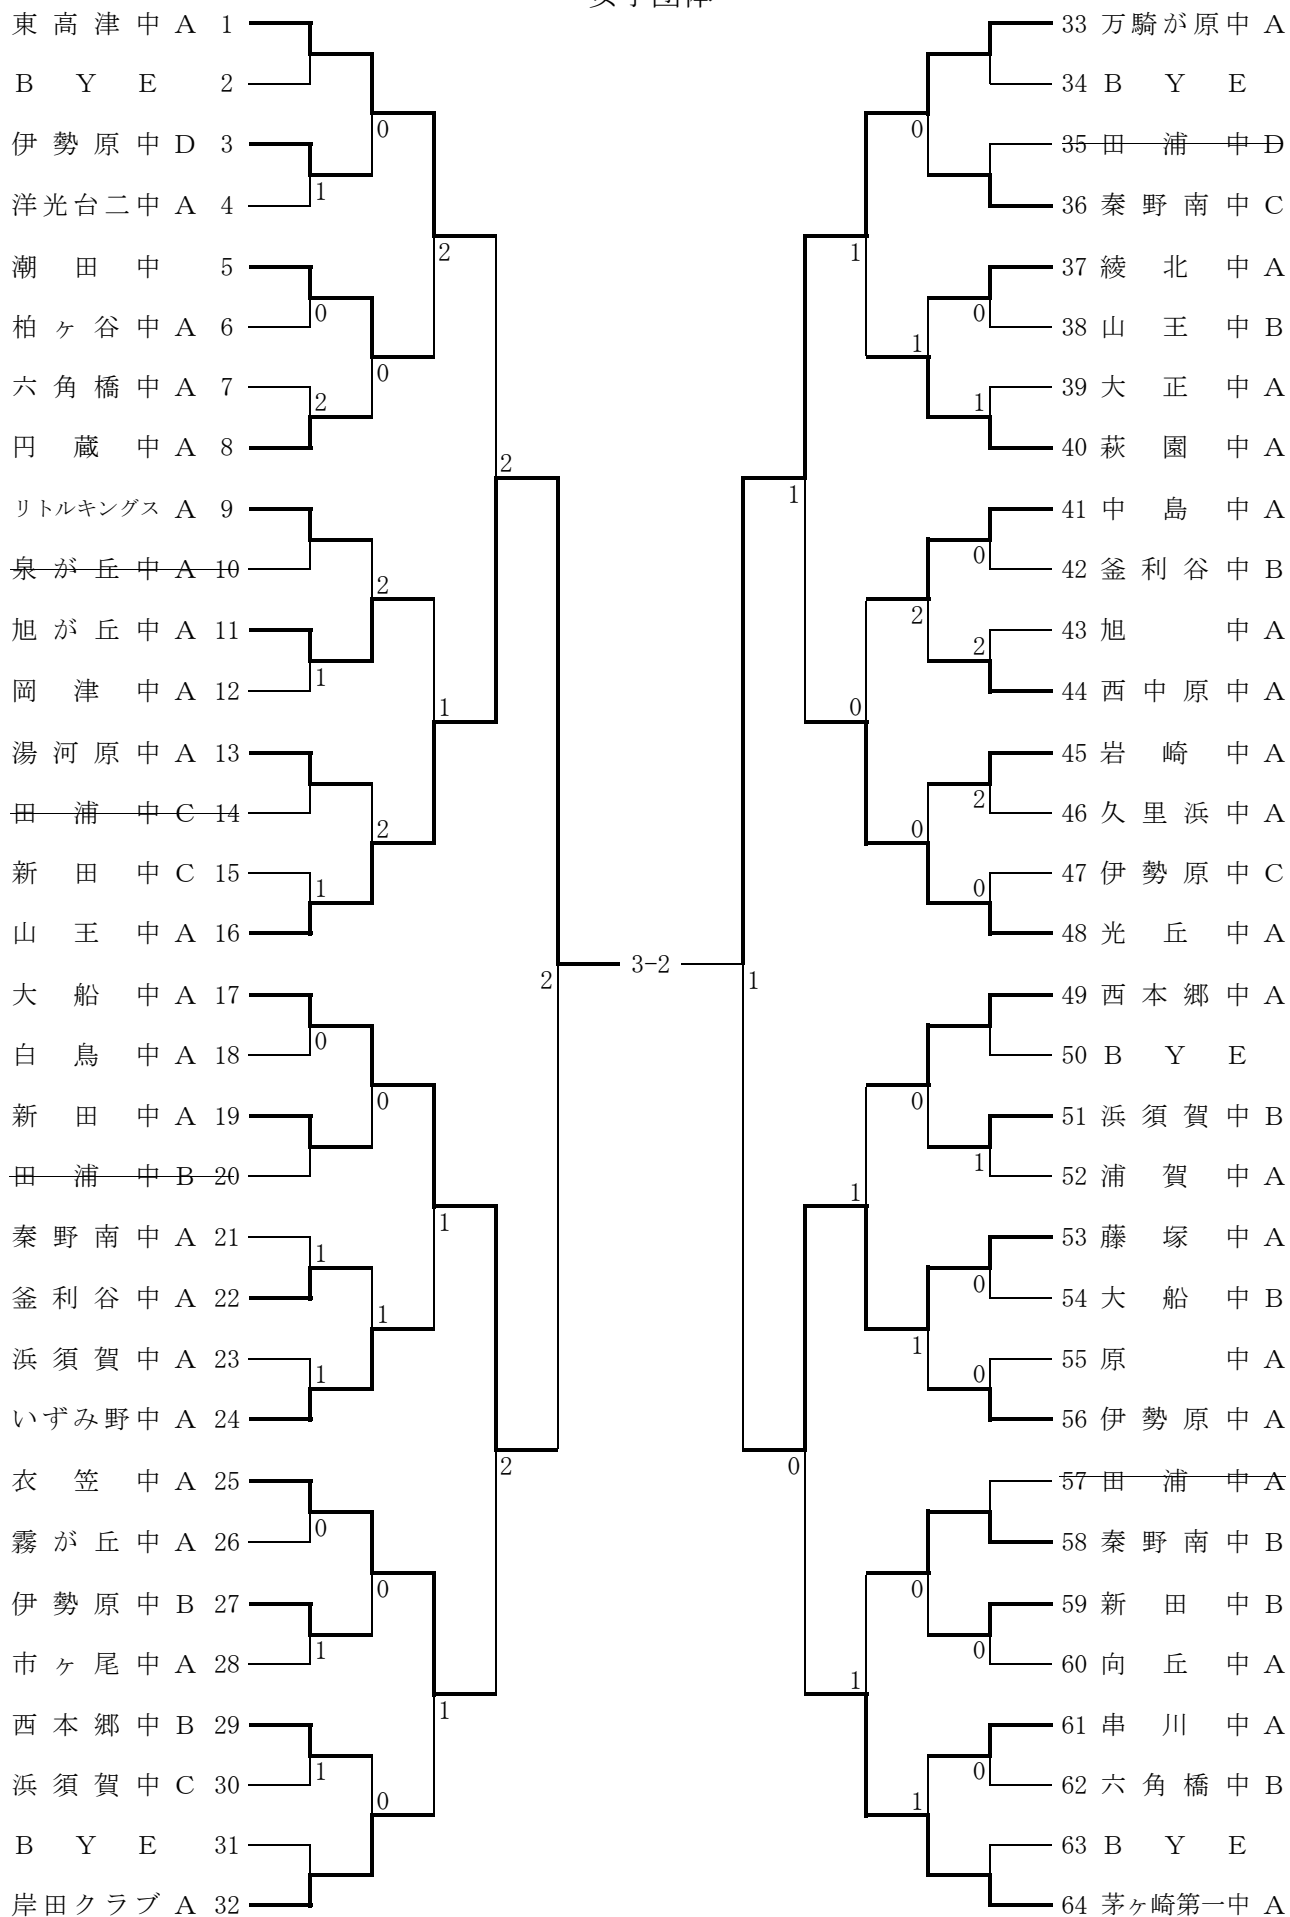 東高津中 A 1
B Y E 2
伊勢原中 D 3
洋光台二中 A 4
潮田中 5
柏ヶ谷中 A 6
六角橋中 A 7
円蔵中 A 8
リトルキングス A 9
泉が丘中 A 10
旭が丘中 A 11
岡津中 A 12
湯河原中 A 13
田浦中 C 14
新田中 C 15
山王中 A 16
大船中 A 17
白鳥中 A 18
新田中 A 19
田浦中 B 20
秦野南中 A 21
釜利谷中 A 22
浜須賀中 A 23
いずみ野中 A 24
衣笠中 A 25
霧が丘中 A 26
伊勢原中 B 27
市ヶ尾中 A 28
西本郷中 B 29
浜須賀中 C 30
B Y E 31
岸田クラブ A 32
1
0
2
1
1
0
1
1
0
1
1
0
0
2
2
0
1
0
0
2
1
1
1
2
2
2
3-2
1
1
0
1
0
1
1
0
1
2
0
0
1
0
1
0
1
0
2
2
0
1
0
0
0
0
33 万騎が原中 A
34 B Y E
35 田浦中 D
36 秦野南中 C
37 綾北中 A
38 山王中 B
39 大正中 A
40 萩園中 A
41 中島中 A
42 釜利谷中 B
43 旭中 A
44 西中原中 A
45 岩崎中 A
46 久里浜中 A
47 伊勢原中 C
48 光丘中 A
49 西本郷中 A
50 B Y E
51 浜須賀中 B
52 浦賀中 A
53 藤塚中 A
54 大船中 B
55 原中 A
56 伊勢原中 A
57 田浦中 A
58 秦野南中 B
59 新田中 B
60 向丘中 A
61 串川中 A
62 六角橋中 B
63 B Y E
64 茅ヶ崎第一中 A